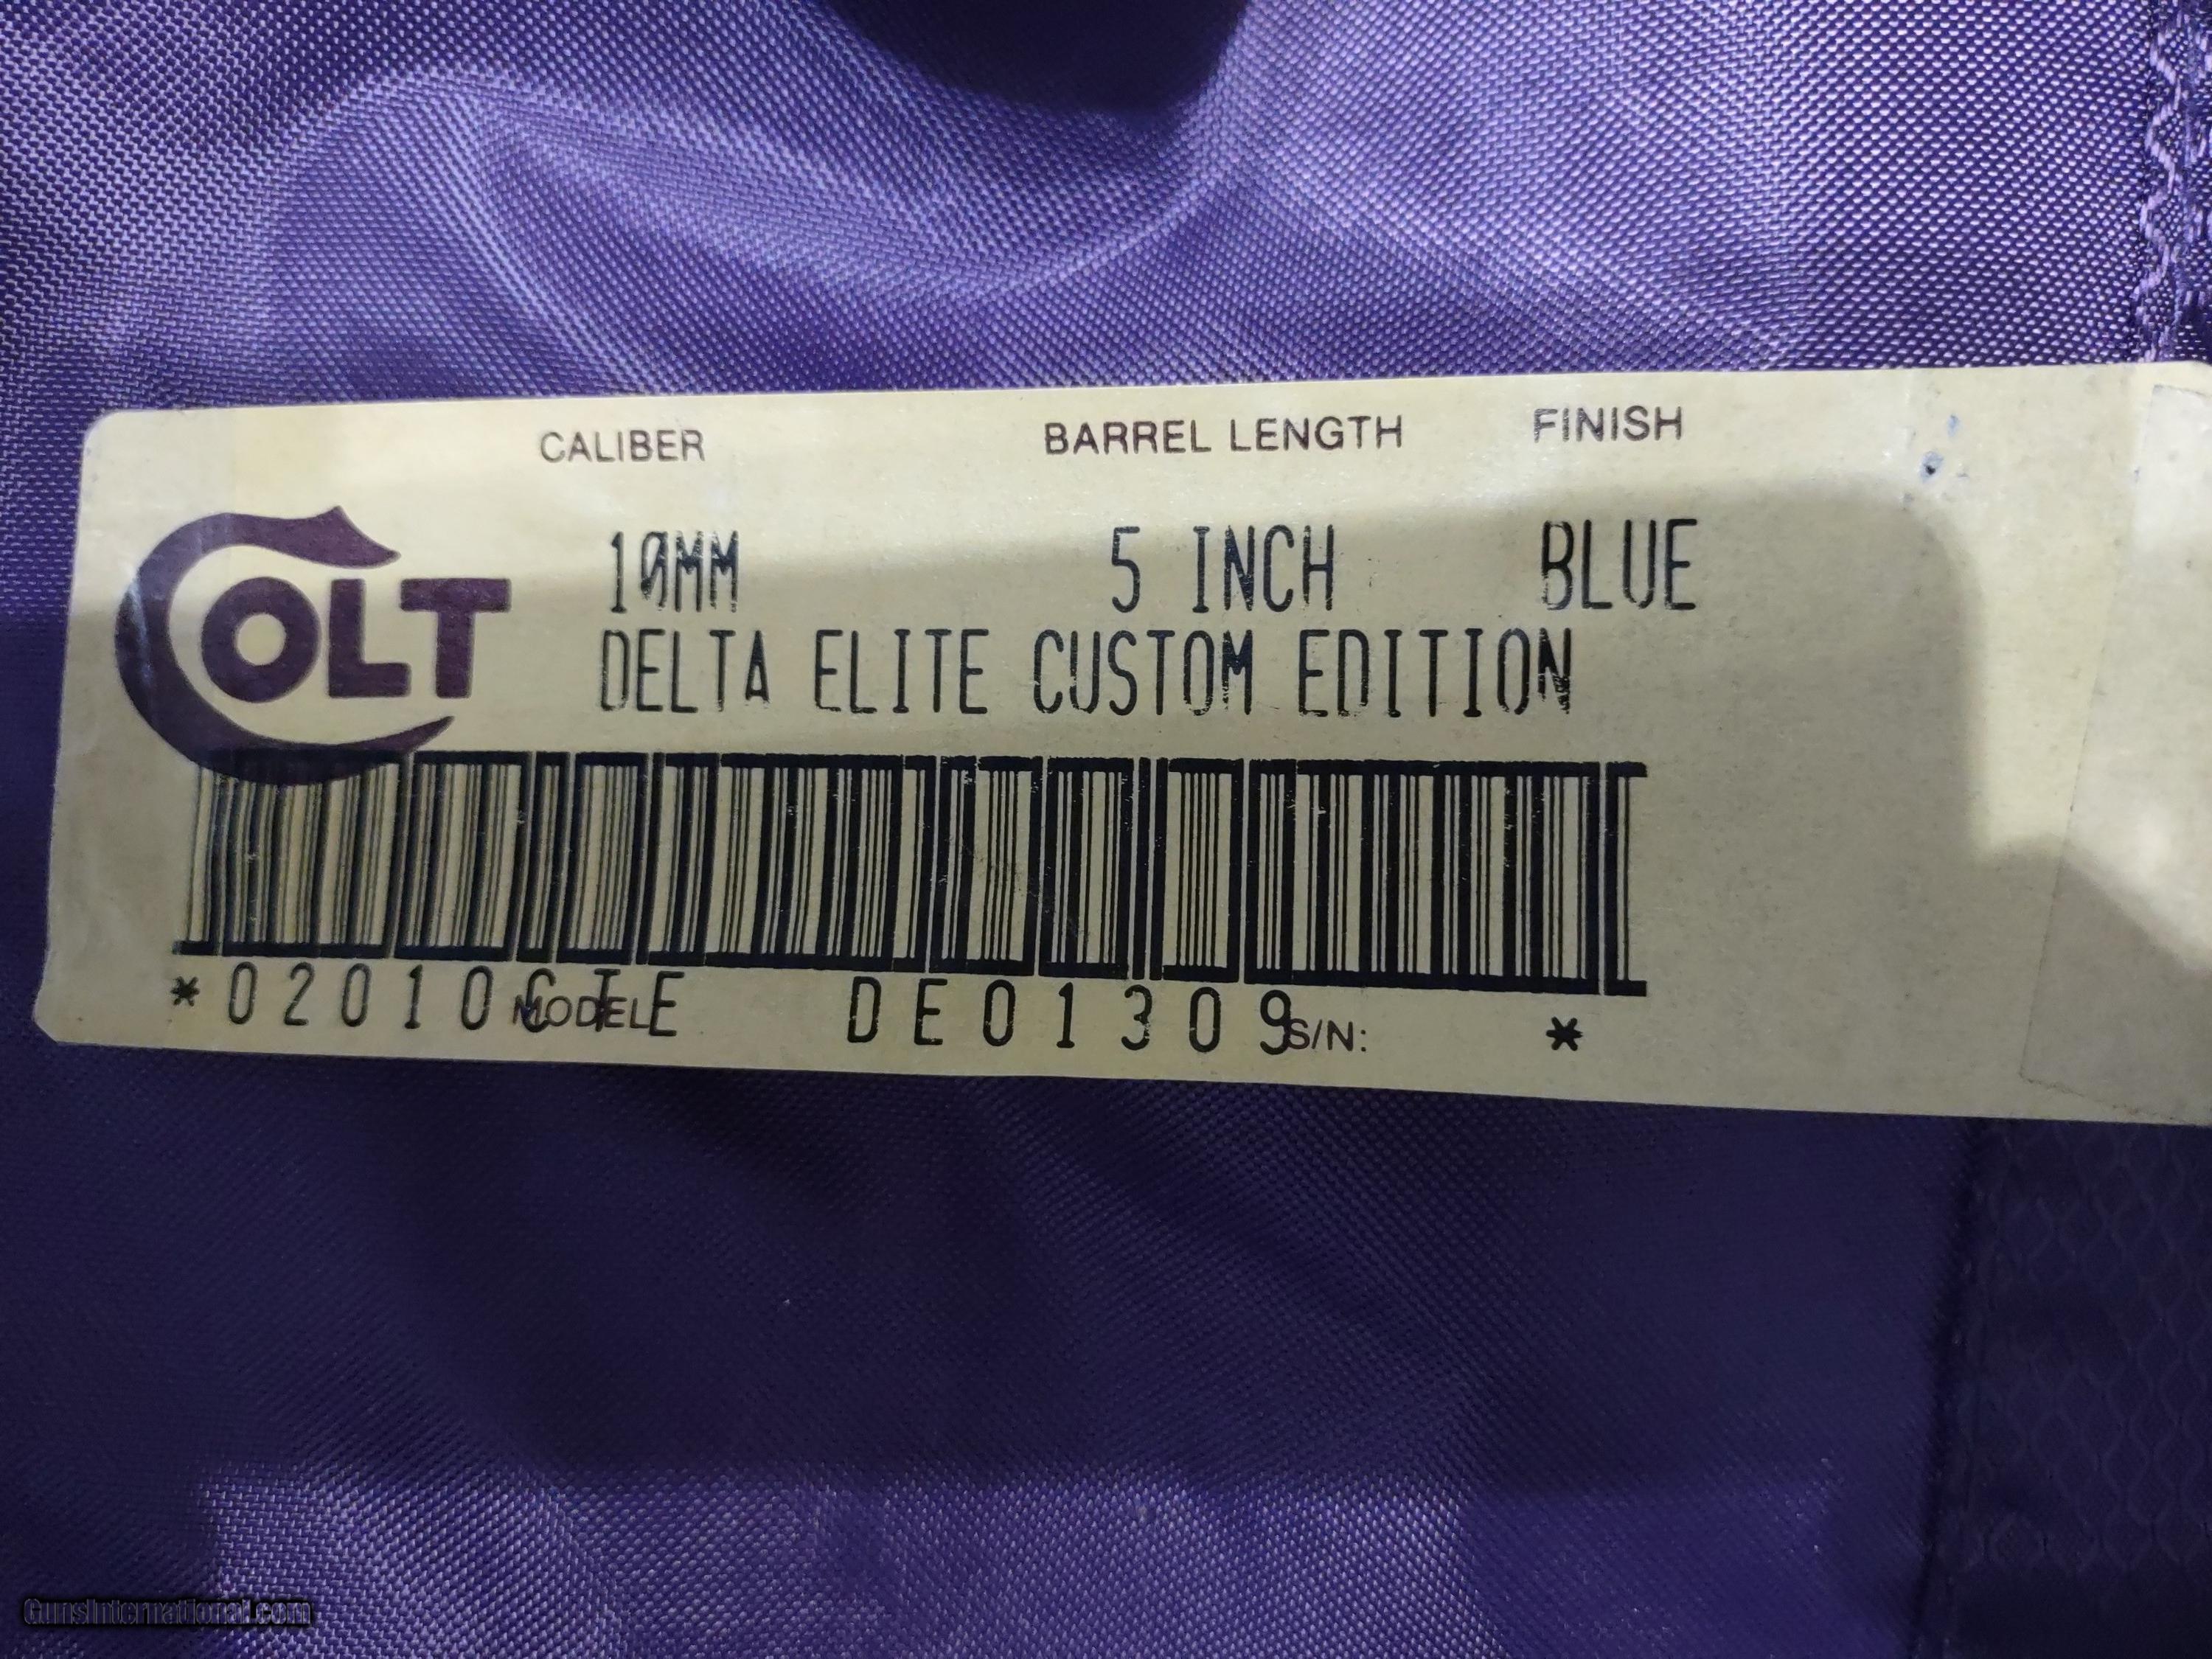 CALIBER BARREL LENGTH FINISH
COLT
10MM 5 INCH BLUE
DELTA ELITE CUSTOM EDITION
*02010CTE DE01309 *
MODEL S/N:
GunsInternational.com